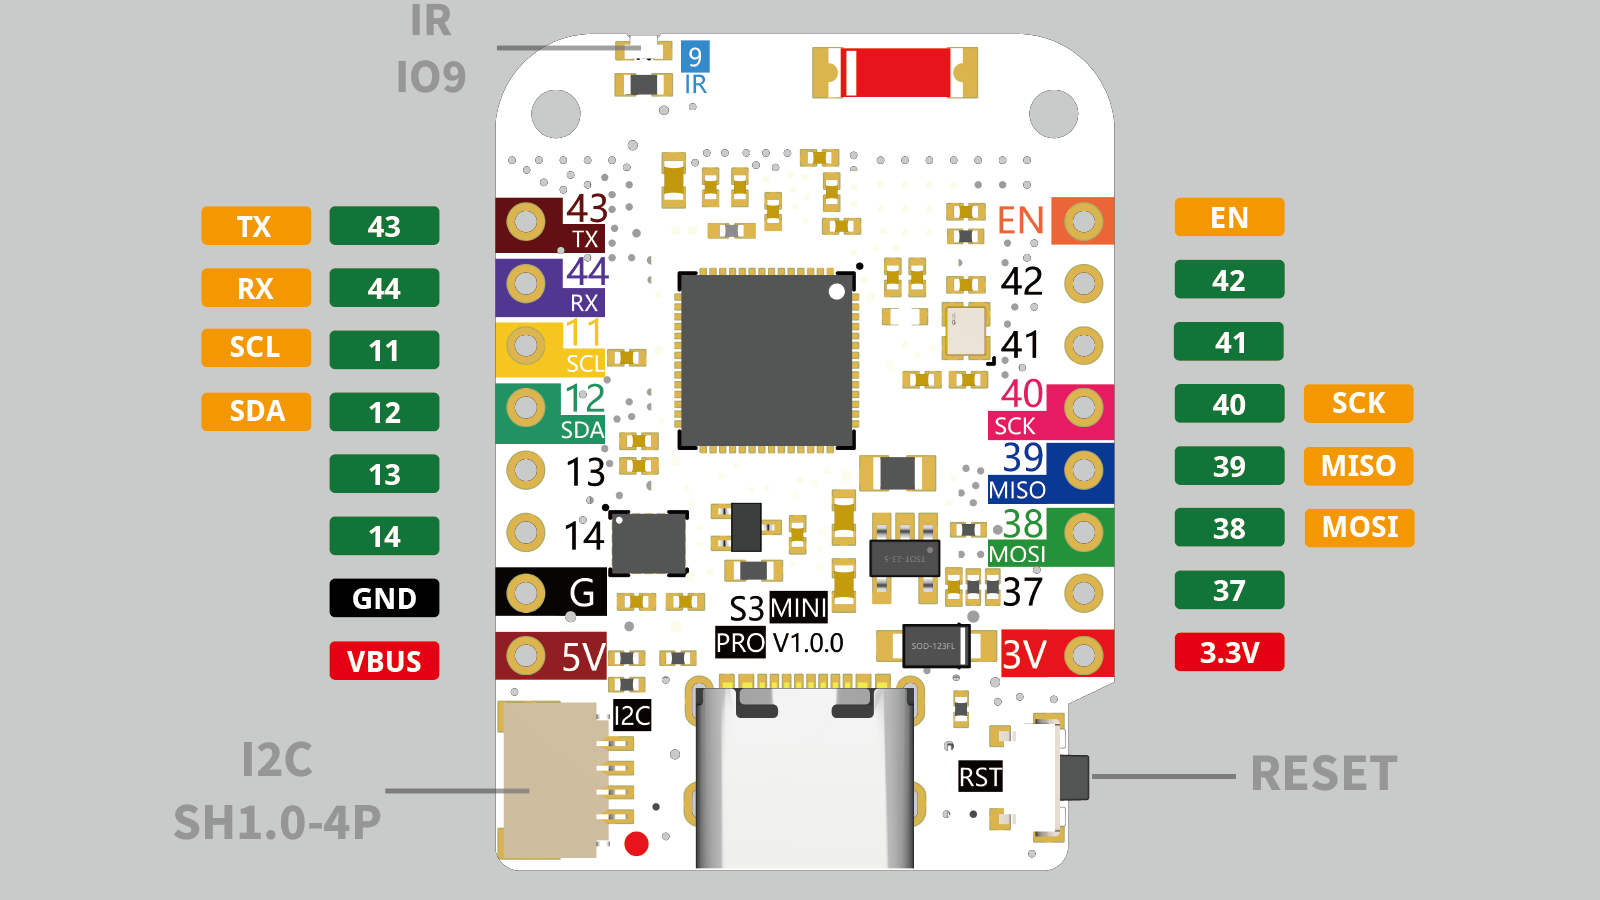 IR
IO9
9
IR
TX 43
RX 44
SCL 11
SDA 12
13
14
GND
VBUS
43
TX
44
RX
11
SCL
12
SDA
13
14
G
5V
EN
42
41
40
SCK
39
MISO
38
MOSI
37
3V
EN
42
41
40 SCK
39 MISO
38 MOSI
37
3.3V
TSOT-23-5
S3 MINI
PRO V1.0.0
SOD-123FL
I2C
RST
I2C
SH1.0-4P
RESET